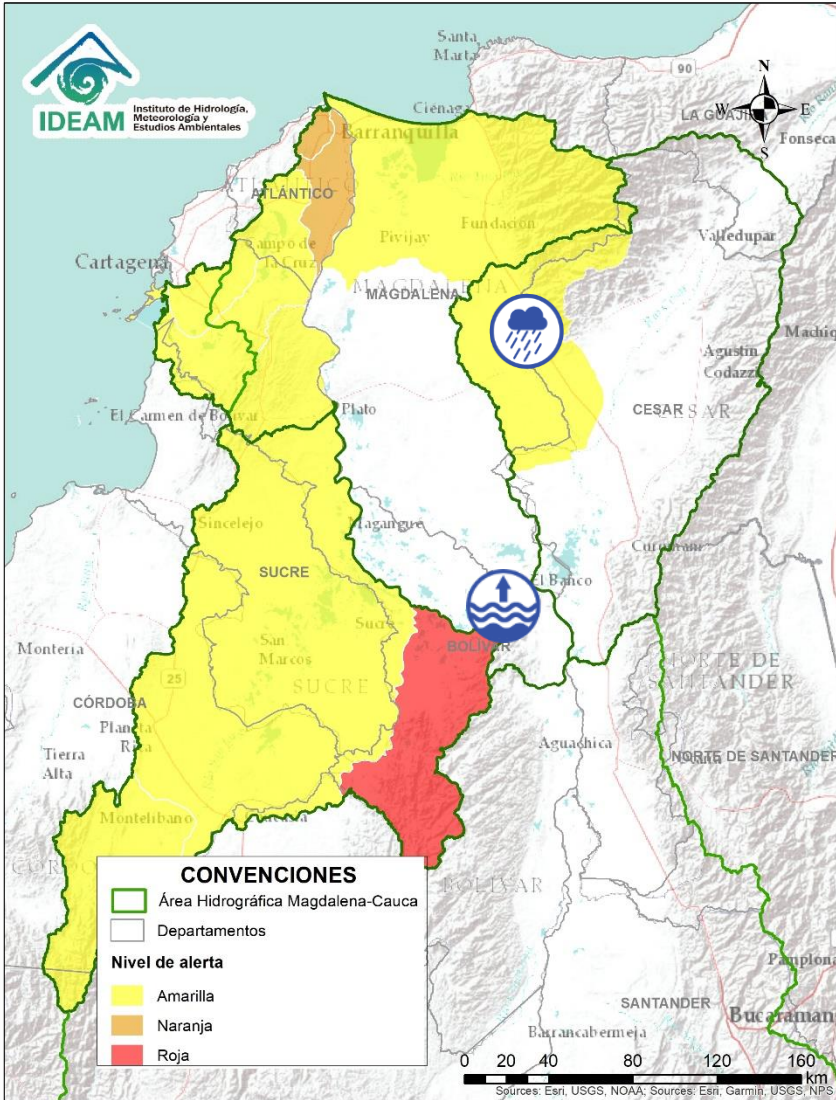 IDEAM
Instituto de Hidrología,
Meteorología y
Estudios Ambientales
Santa
Marta
90
N
W
E
S
Ciénaga
LA GUAJIRA
Fonseca
Barranquilla
ATLÁNTICO
Valledupar
Campo de
la Cruz
Pivijay
Fundación
Cartagena
MAGDALENA
MAGDALENA
Agustín
Codazzi
CESAR
CESAR
El Carmen de Bolívar
Plato
Sincelejo
Magangue
El Banco
SUCRE
Sucre
Montería
San
Marcos
BOLÍVAR
NORTE DE
SANTANDER
SUCRE
CÓRDOBA
25
Planeta
Rica
Tierra
Alta
Aguachica
NORTE DE SANTANDER
Montelíbano
BOLÍVAR
Pamplona
SANTANDER
Barrancabermeja
CONVENCIONES
Área Hidrográfica Magdalena-Cauca
Departamentos
Nivel de alerta
Amarilla
Naranja
Roja
0 20 40 80 120 160
km
Sources: Esri, USGS, NOAA; Sources: Esri, Garmin, USGS, NPS